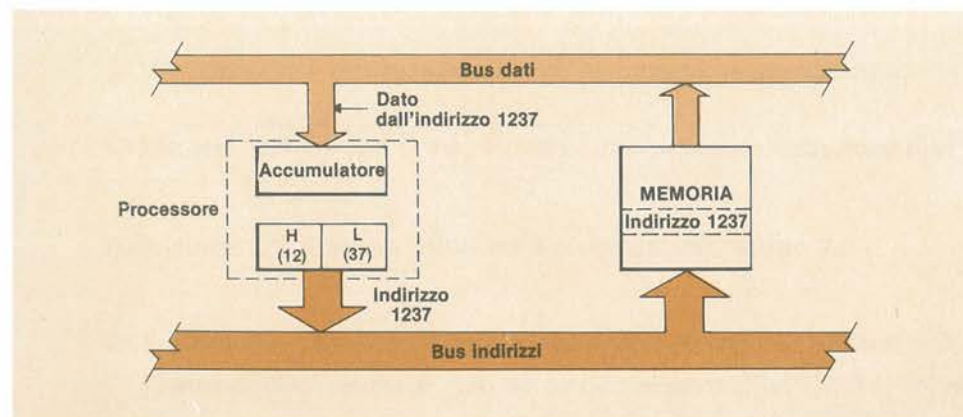 Bus dati
Dato
dall'indirizzo 1237
Accumulatore
Processore
H
(12)
L
(37)
Indirizzo
1237
MEMORIA
Indirizzo 1237
Bus indirizzi